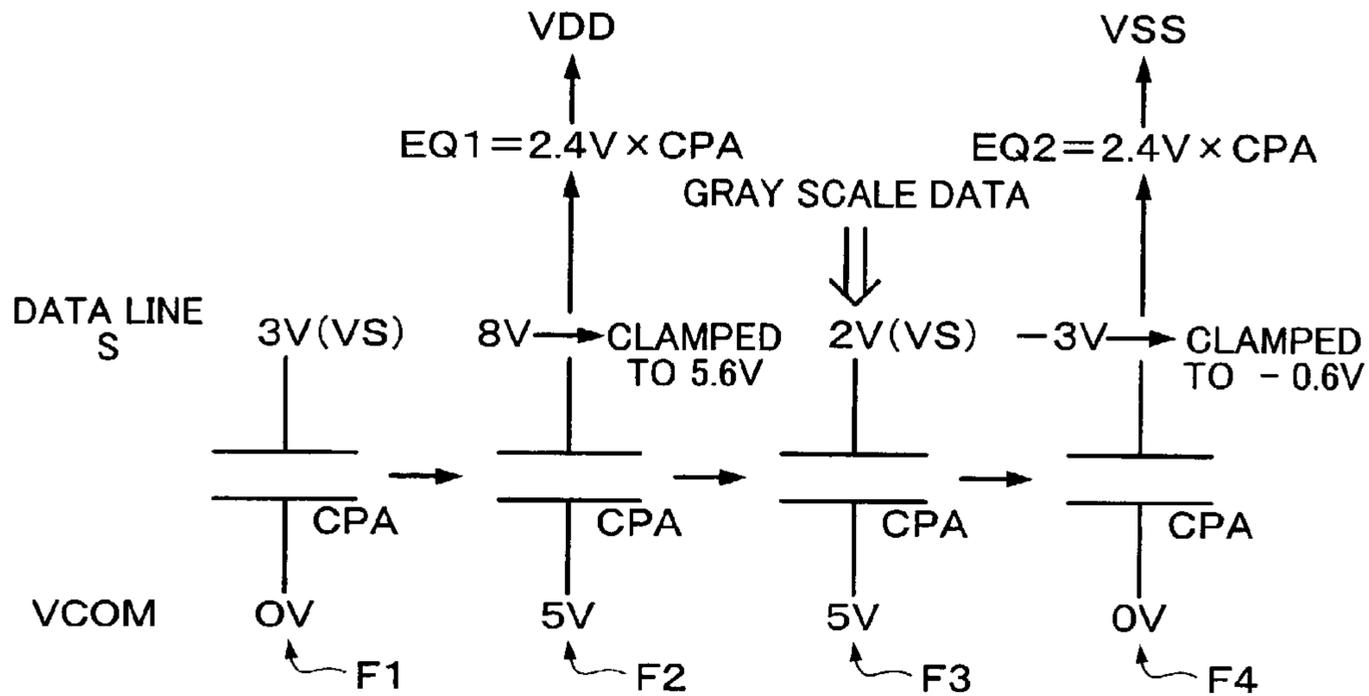 VDD
VSS
EQ1=2.4V×CPA
EQ2=2.4V×CPA
GRAY SCALE DATA
DATA LINE
S
3V(VS)
8V
CLAMPED
TO 5.6V
2V(VS)
−3V
CLAMPED
TO − 0.6V
CPA
CPA
CPA
CPA
VCOM
0V
5V
5V
0V
F1
F2
F3
F4